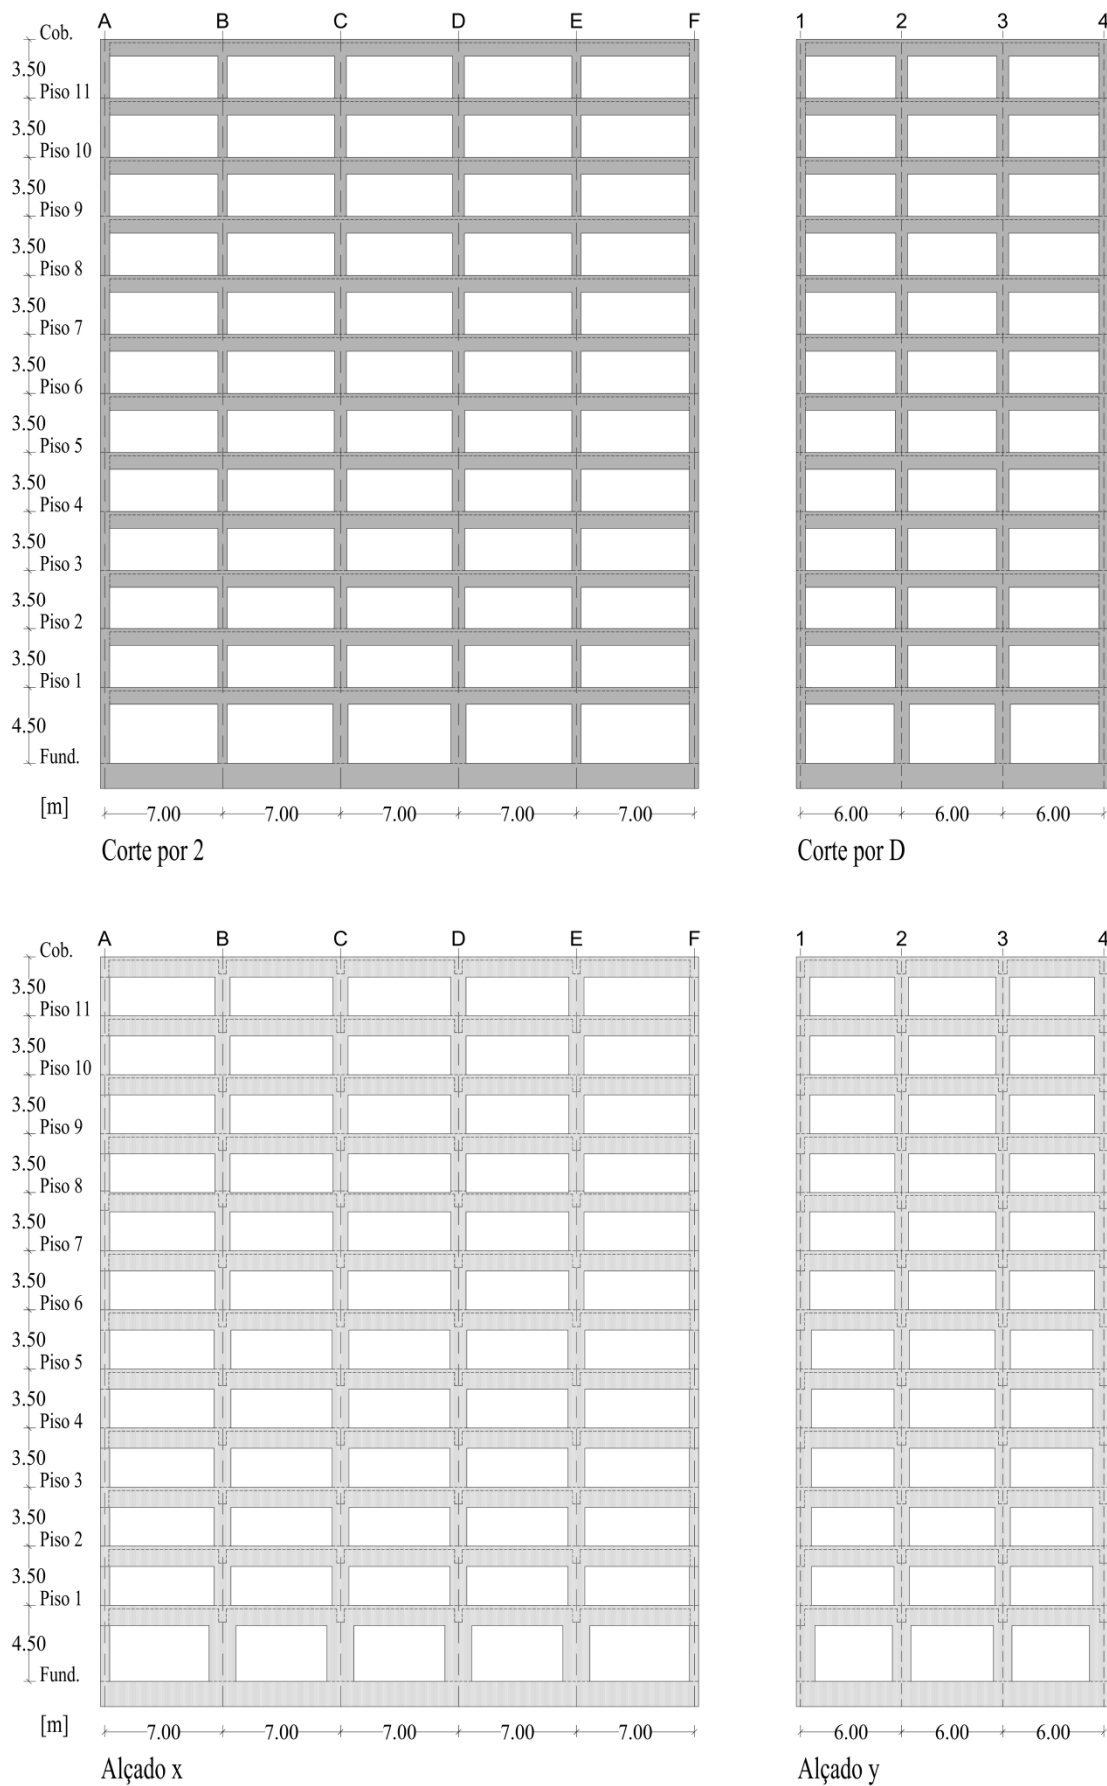 A B C D E F 1 2 3 4
Cob.
3.50
Piso 11
3.50
Piso 10
3.50
Piso 9
3.50
Piso 8
3.50
Piso 7
3.50
Piso 6
3.50
Piso 5
3.50
Piso 4
3.50
Piso 3
3.50
Piso 2
3.50
Piso 1
4.50
Fund.
[m] 7.00 7.00 7.00 7.00 7.00 6.00 6.00 6.00
Corte por 2 Corte por D
A B C D E F 1 2 3 4
Cob.
3.50
Piso 11
3.50
Piso 10
3.50
Piso 9
3.50
Piso 8
3.50
Piso 7
3.50
Piso 6
3.50
Piso 5
3.50
Piso 4
3.50
Piso 3
3.50
Piso 2
3.50
Piso 1
4.50
Fund.
[m] 7.00 7.00 7.00 7.00 7.00 6.00 6.00 6.00
Alçado x Alçado y